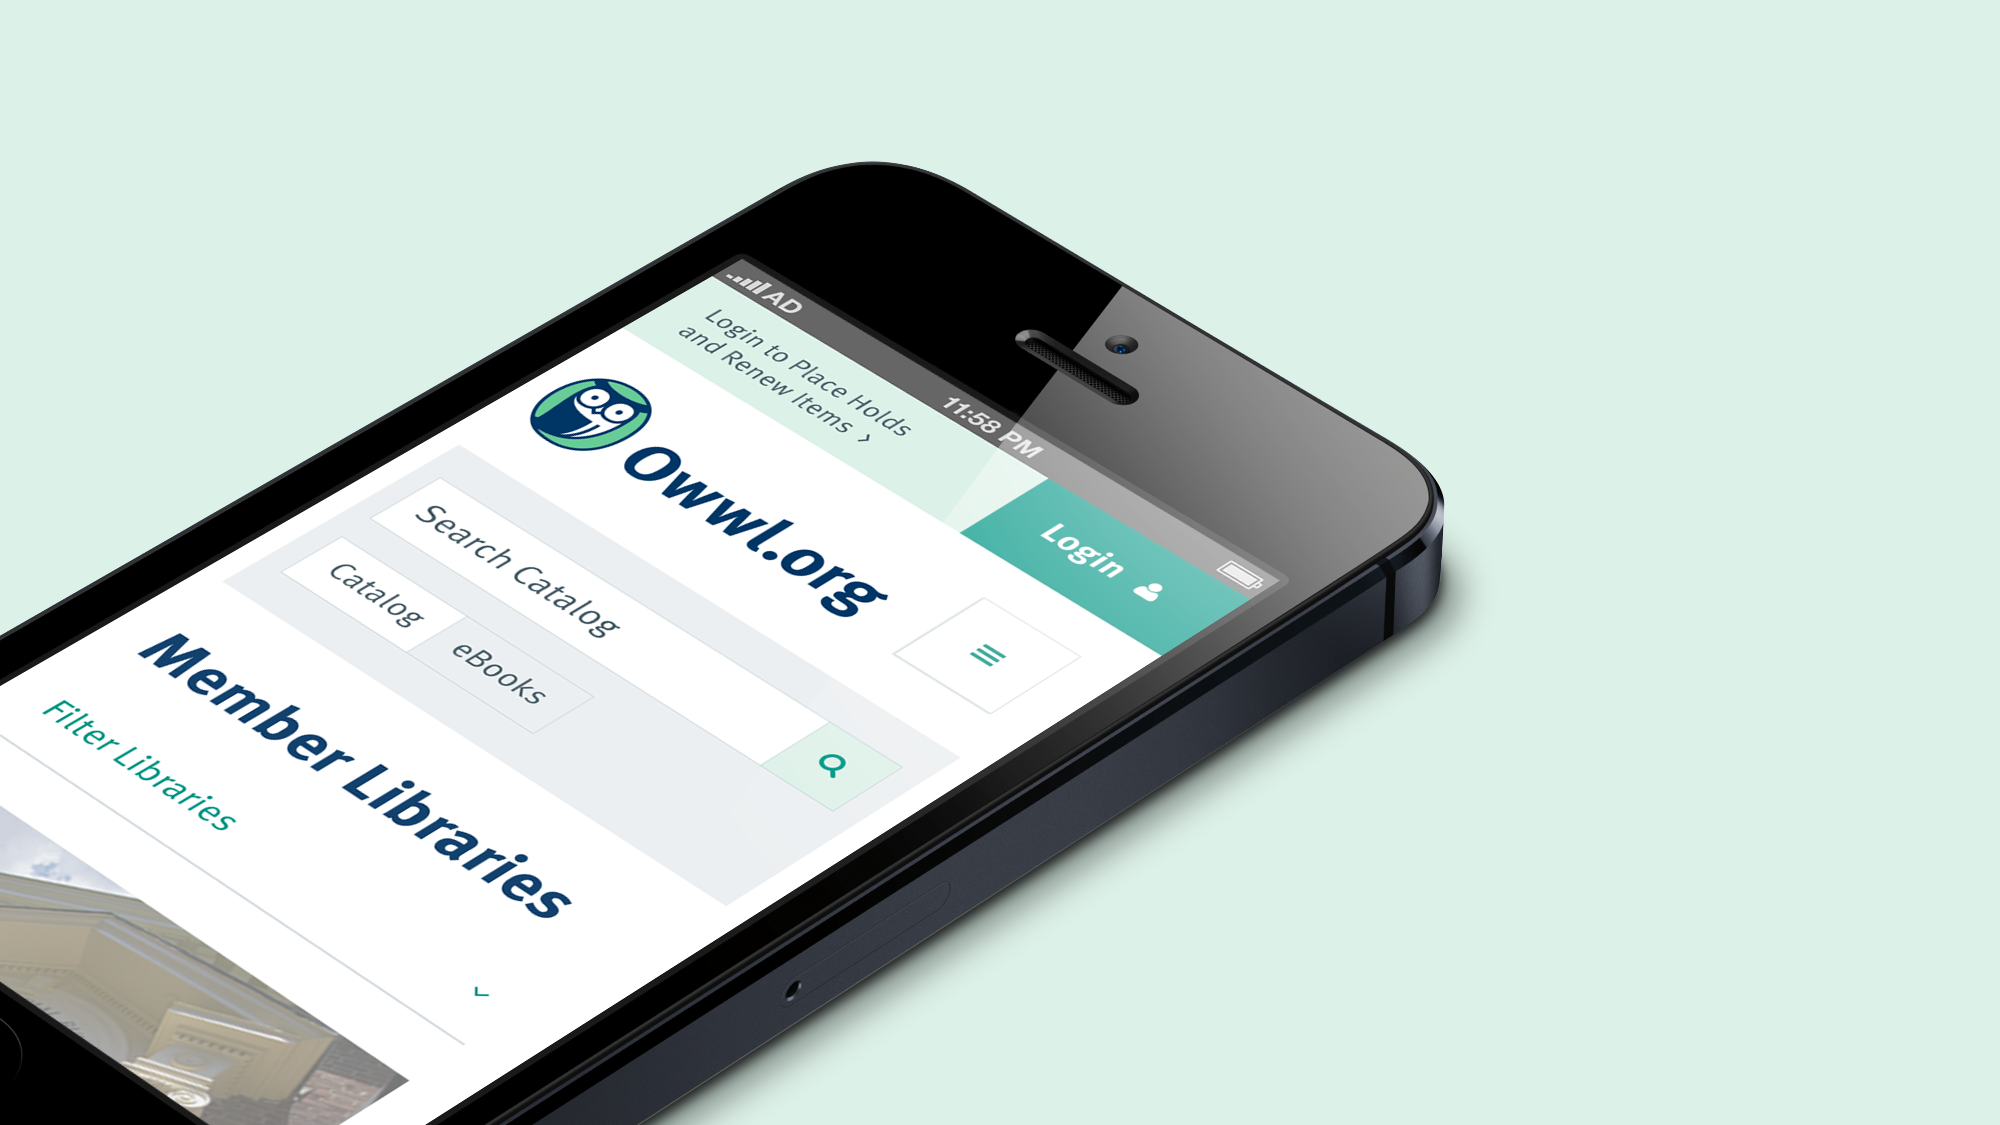 AD 11:58 PM
Login to Place Holds
and Renew Items ›
Login
Owwl.org
Search Catalog
Catalog eBooks
Member Libraries
Filter Libraries